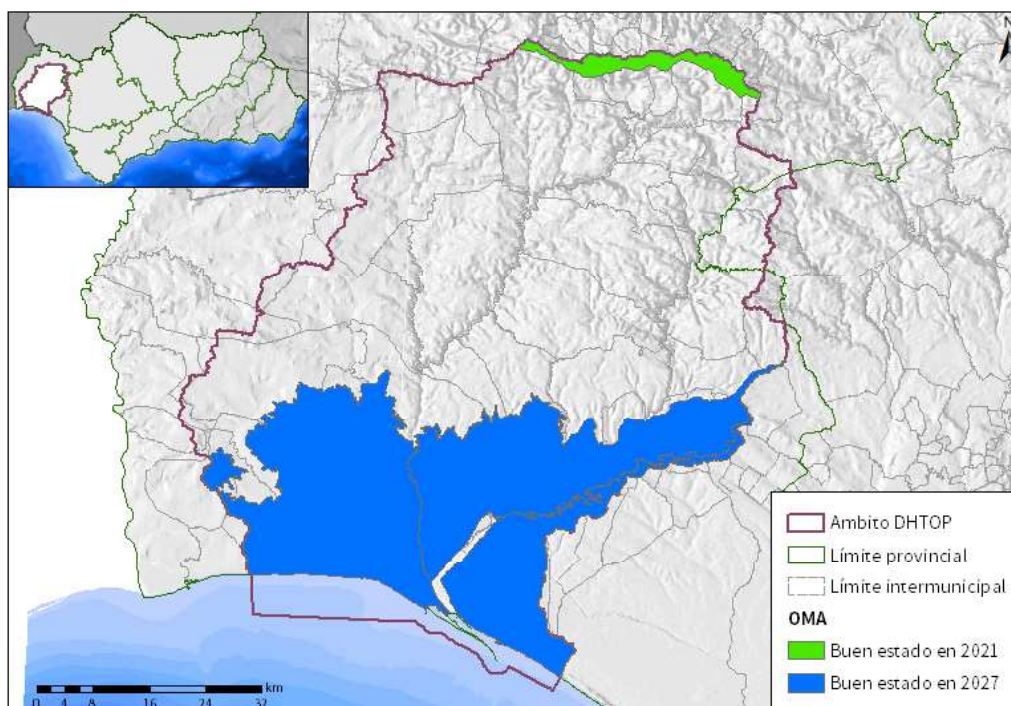 N
Ambito DHTOP
Límite provincial
Límite intermunicipal
OMA
Buen estado en 2021
Buen estado en 2027
km
0 4 8 16 24 32